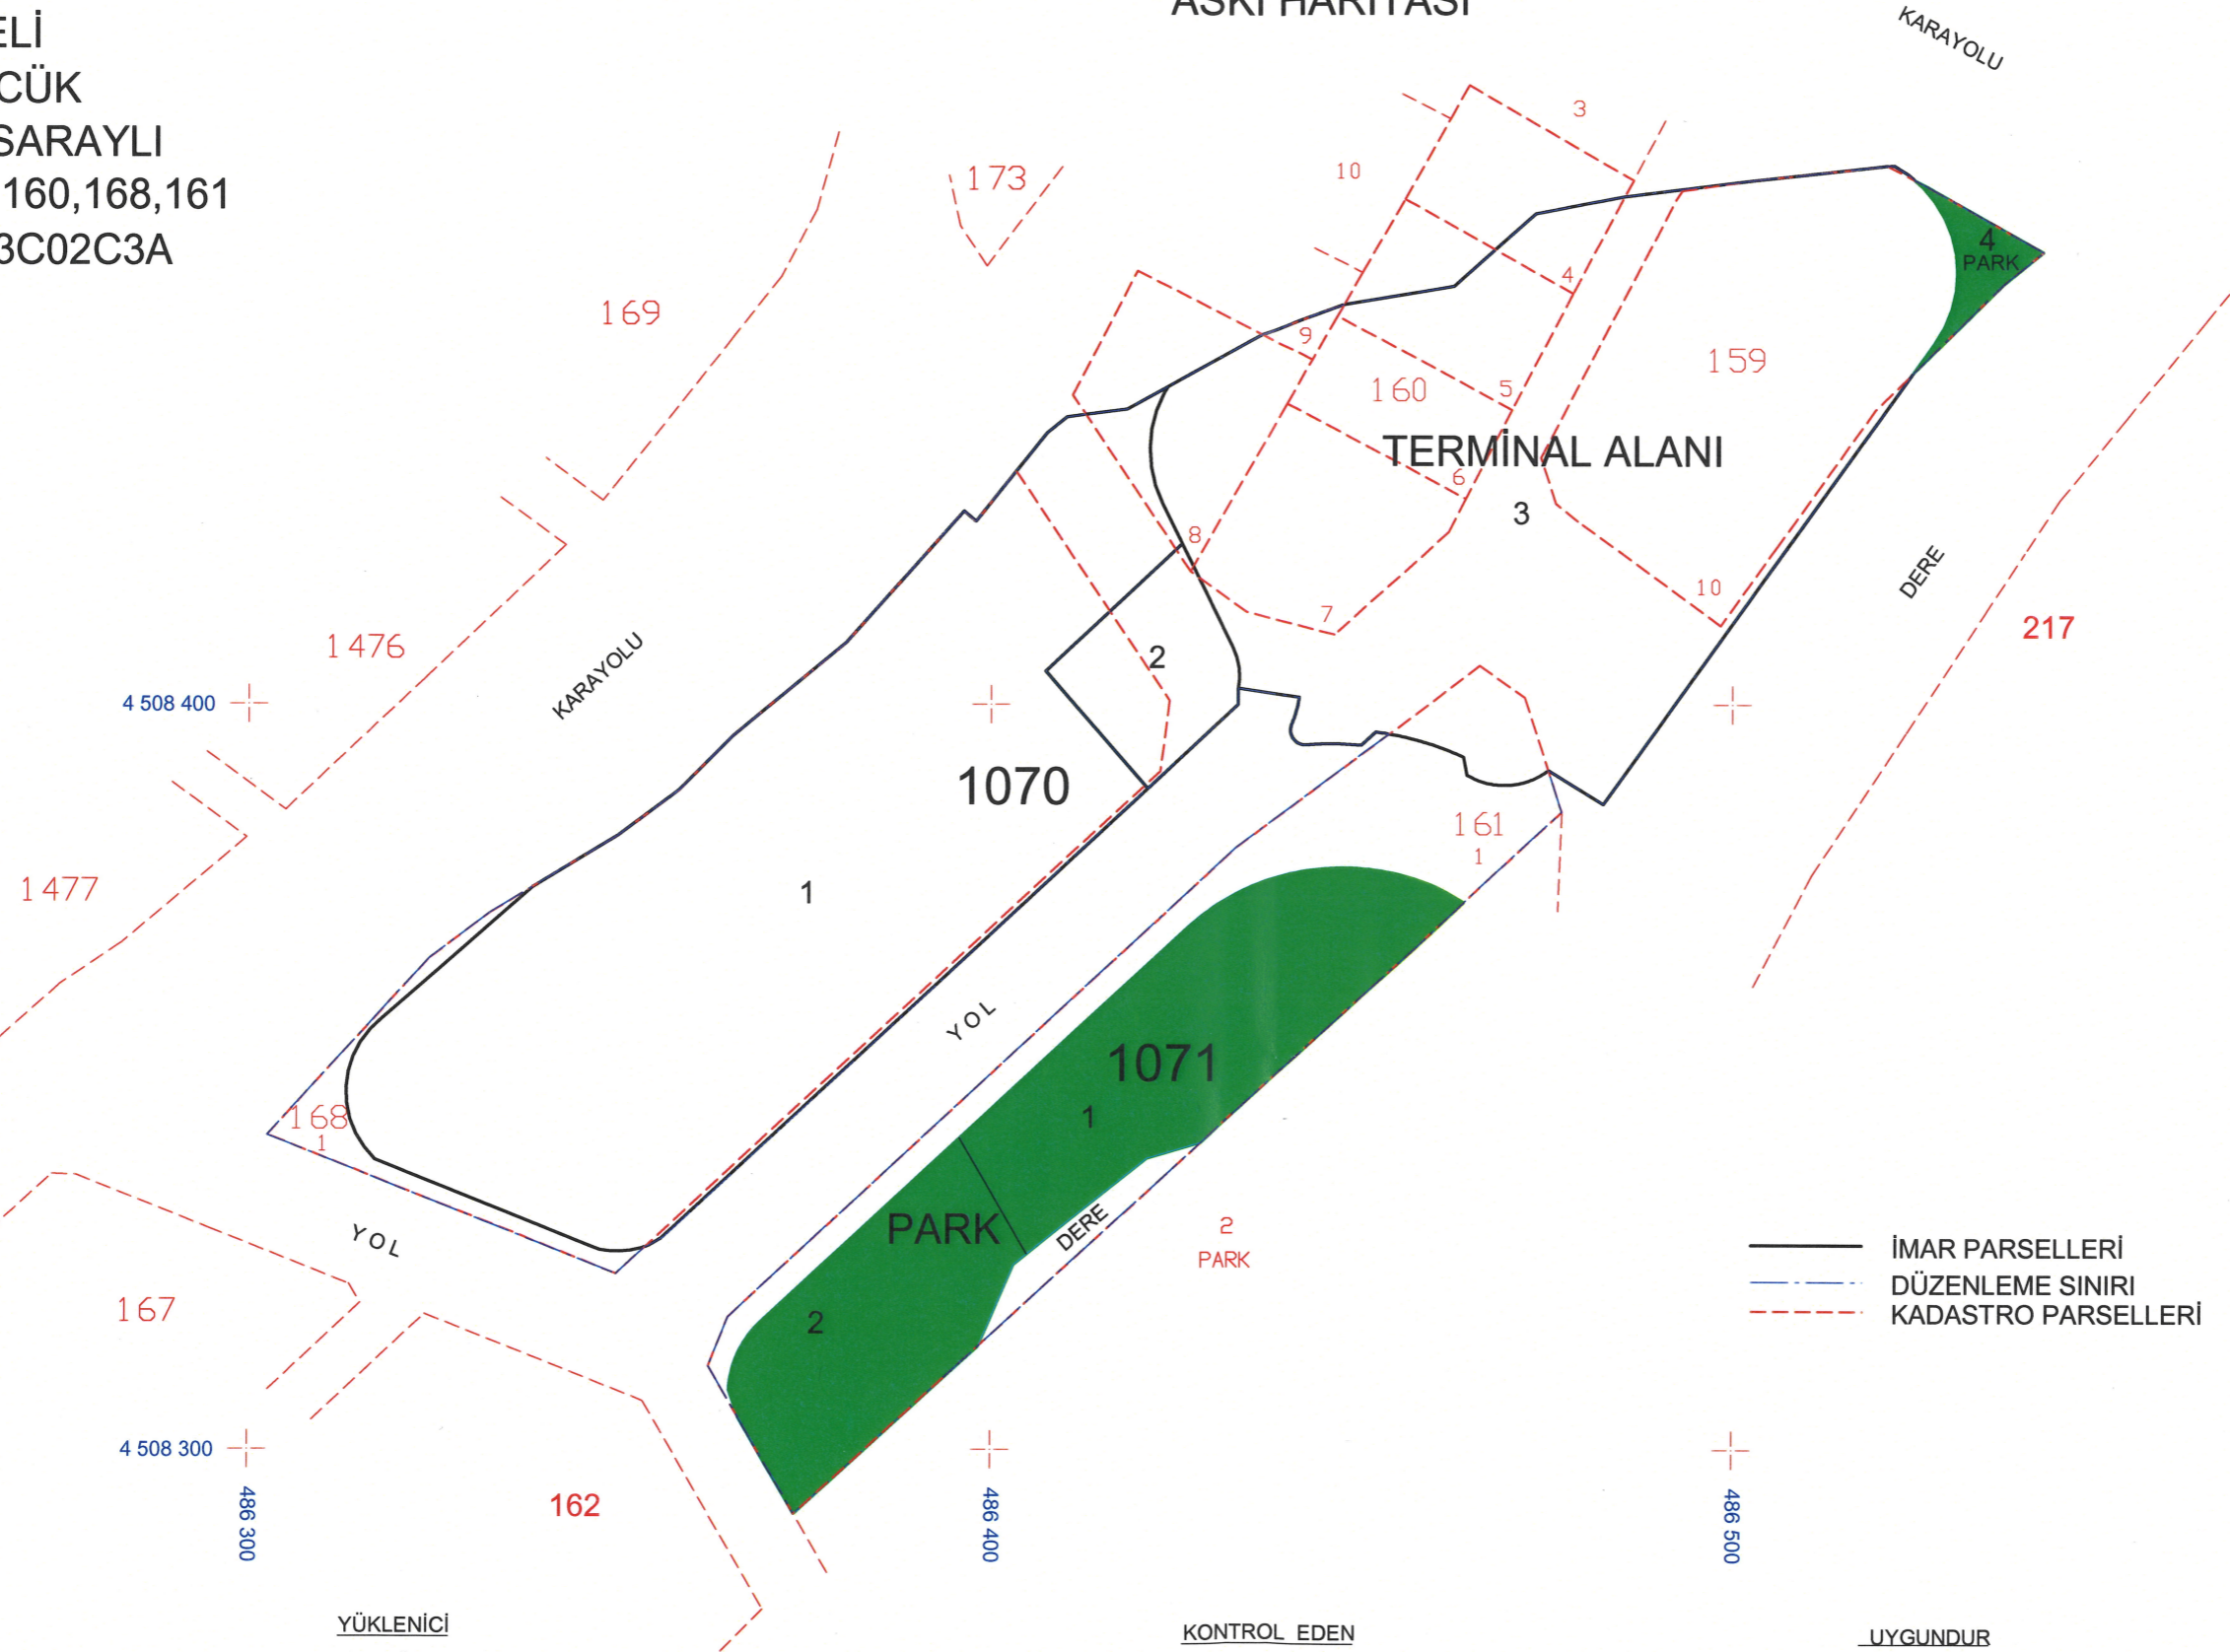 ASKI HARİTASI
ELİ
CÜK
SARAYLI
160,168,161
3C02C3A
KARAYOLU
3
10
173
4
PARK
169
4
9
159
160
5
TERMİNAL ALANI
6
3
8
DERE
10
7
217
1476
KARAYOLU
2
4 508 400
1070
161
1
1477
1
YOL
1071
168
1
1
PARK
DERE
2
PARK
YOL
167
2
İMAR PARSELLERİ
DÜZENLEME SINIRI
KADASTRO PARSELLERİ
4 508 300
162
486 300
486 400
486 500
YÜKLENİCİ
KONTROL EDEN
UYGUNDUR